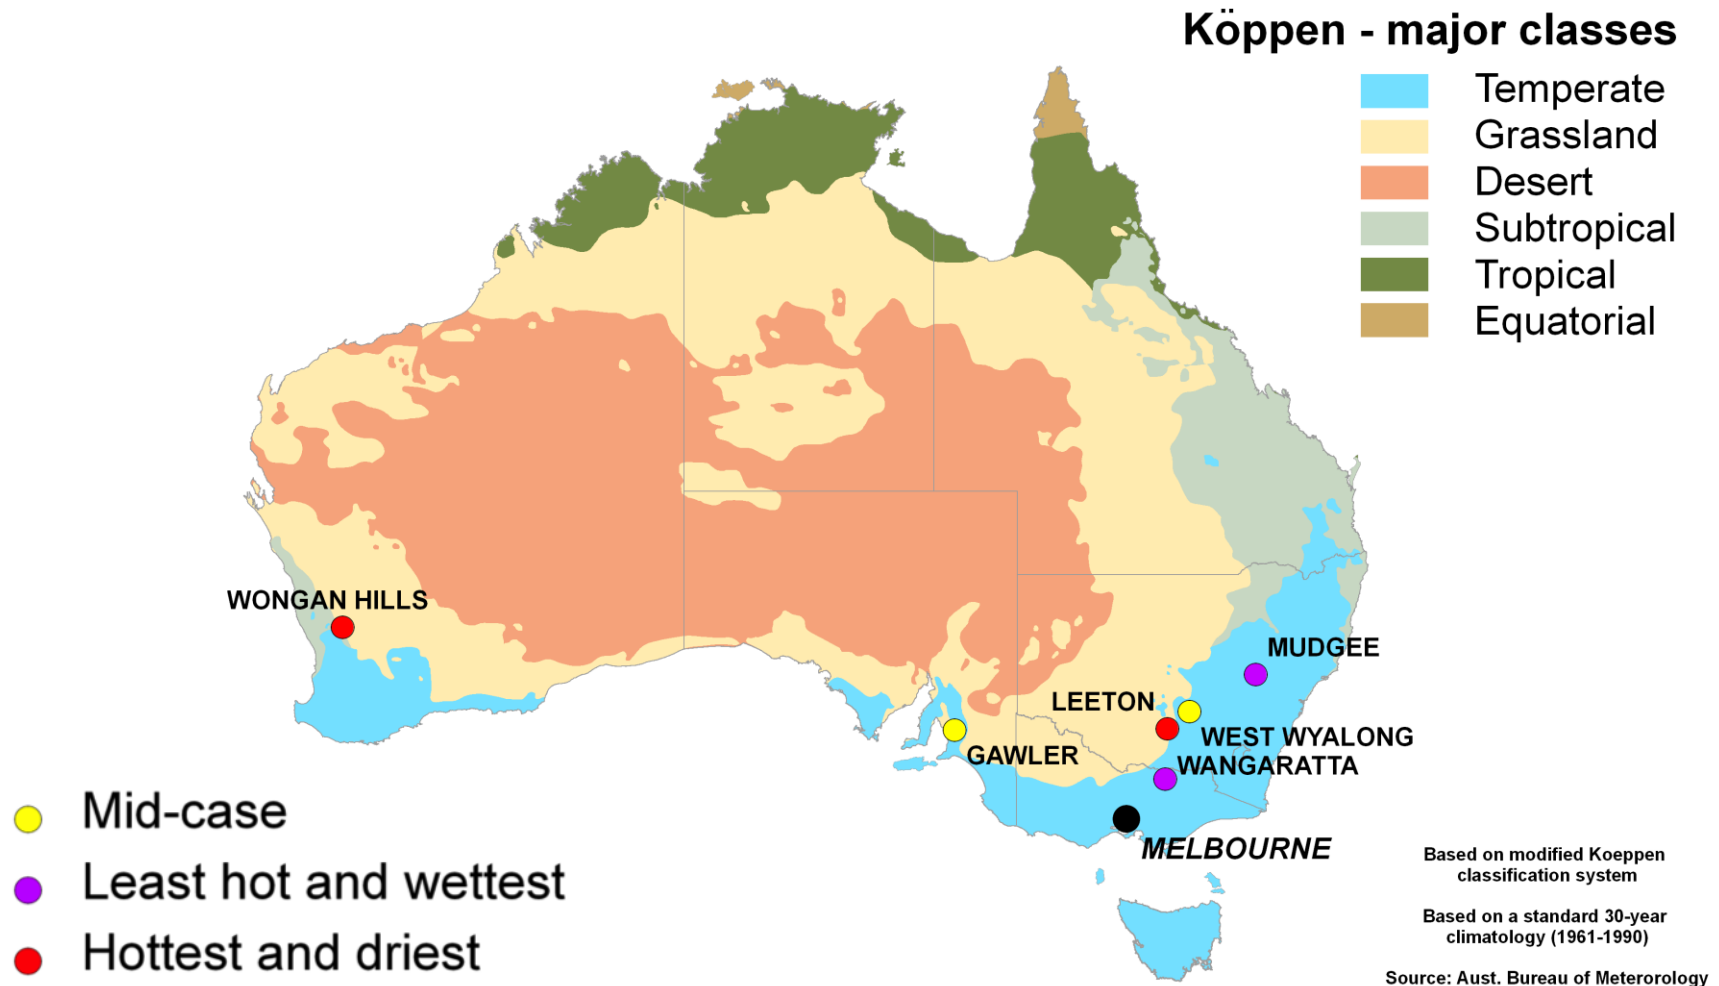 Köppen - major classes
Temperate
Grassland
Desert
Subtropical
Tropical
Equatorial
WONGAN HILLS
MUDGEE
LEETON
WEST WYALONG
GAWLER
WANGARATTA
MELBOURNE
Mid-case
Least hot and wettest
Hottest and driest
Based on modified Koeppen
classification system
Based on a standard 30-year
climatology (1961-1990)
Source: Aust. Bureau of Meterorology